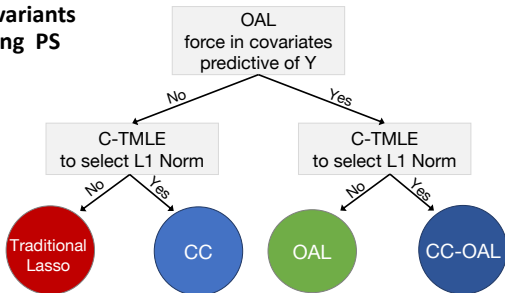 variants
ng PS
OAL
force in covariates
predictive of Y
No
Yes
C-TMLE
to select L1 Norm
C-TMLE
to select L1 Norm
No
Yes
No
Yes
Traditional
Lasso
CC
OAL
CC-OAL